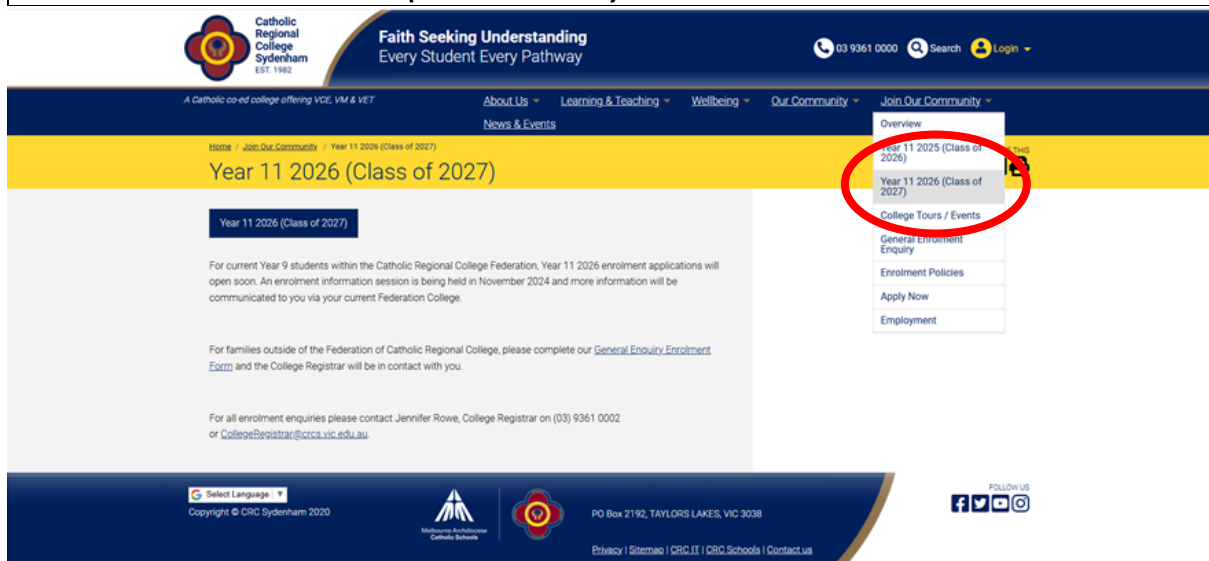 Catholic
Regional
College
Sydenham
EST. 1982
Faith Seeking Understanding
Every Student Every Pathway
03 9361 0000 Search Login
A Catholic co-ed college offering VCE, VM & VET
About Us Learning & Teaching Wellbeing Our Community Join Our Community
News & Events
Overview
Year 11 2025 (Class of
2026)
Year 11 2026 (Class of
2027)
College Tours / Events
General Enrolment
Enquiry
Enrolment Policies
Apply Now
Employment
Home / Join Our Community / Year 11 2026 (Class of 2027)
THIS
Year 11 2026 (Class of 2027)
Year 11 2026 (Class of 2027)
For current Year 9 students within the Catholic Regional College Federation, Year 11 2026 enrolment applications will
open soon. An enrolment information session is being held in November 2024 and more information will be
communicated to you via your current Federation College.
For families outside of the Federation of Catholic Regional College, please complete our General Enquiry Enrolment
Form and the College Registrar will be in contact with you.
For all enrolment enquiries please contact Jennifer Rowe, College Registrar on (03) 9361 0002
or CollegeRegistrar@crcs.vic.edu.au.
Select Language
Copyright © CRC Sydenham 2020
Melbourne Archdiocese
Catholic Schools
PO Box 2192, TAYLORS LAKES, VIC 3038
Privacy | Sitemap | CRC IT | CRC Schools | Contact us
FOLLOW US